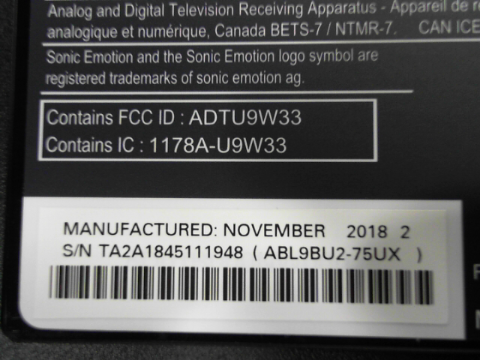 Analog and Digital Television Receiving Apparatus - Appareil de
analogique et numérique, Canada BETS-7 / NTMR-7. CAN ICE
Sonic Emotion and the Sonic Emotion logo symbol are
registered trademarks of sonic emotion ag.
Contains FCC ID : ADTU9W33
Contains IC : 1178A-U9W33
MANUFACTURED: NOVEMBER 2018 2
S/N TA2A1845111948 ( ABL9BU2-75UX )